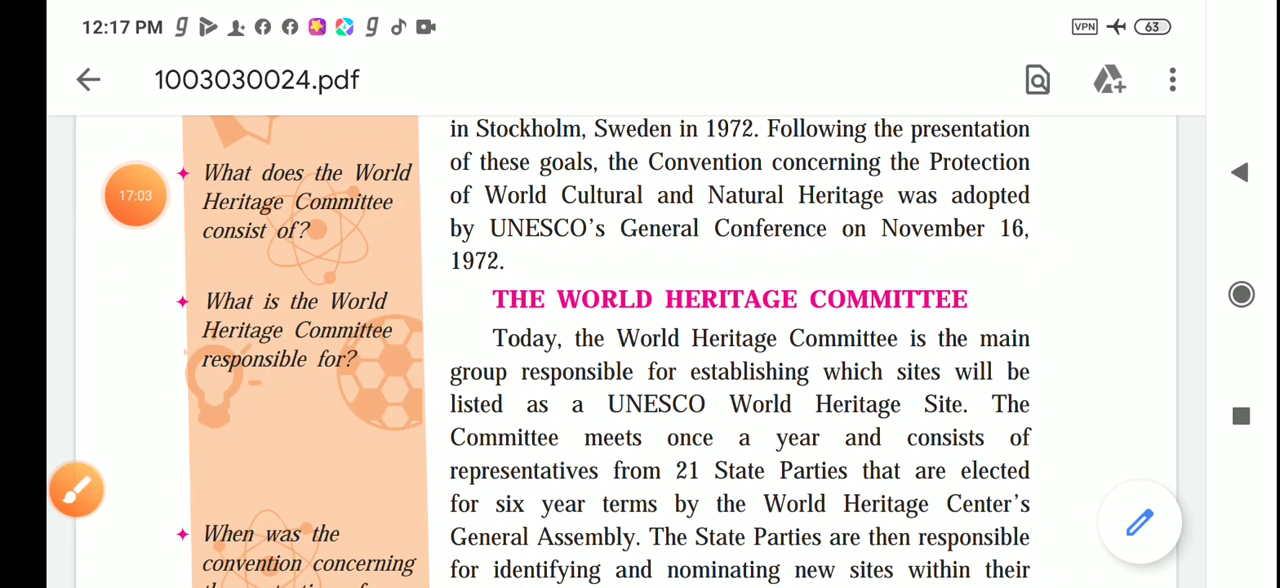 12:17 PM
VPN
63
1003030024.pdf
17:03
What does the World
Heritage Committee
consist of?
What is the World
Heritage Committee
responsible for?
When was the
convention concerning
in Stockholm, Sweden in 1972. Following the presentation
of these goals, the Convention concerning the Protection
of World Cultural and Natural Heritage was adopted
by UNESCO’s General Conference on November 16,
1972.
THE WORLD HERITAGE COMMITTEE
Today, the World Heritage Committee is the main
group responsible for establishing which sites will be
listed as a UNESCO World Heritage Site. The
Committee meets once a year and consists of
representatives from 21 State Parties that are elected
for six year terms by the World Heritage Center’s
General Assembly. The State Parties are then responsible
for identifying and nominating new sites within their